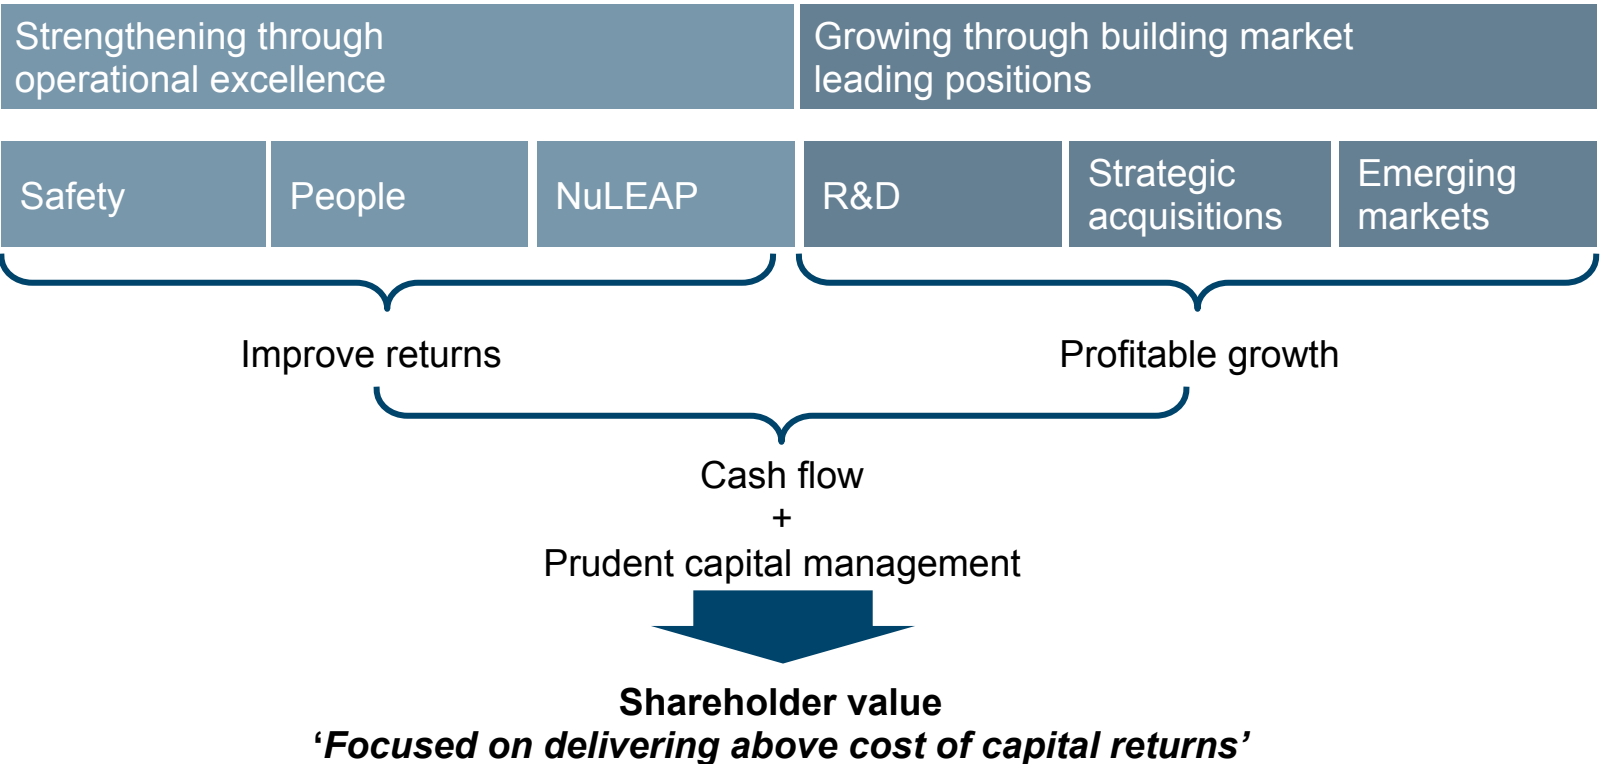 Strengthening through
operational excellence
Growing through building market
leading positions
Safety
People
NuLEAP
R&D
Strategic
acquisitions
Emerging
markets
Improve returns
Profitable growth
Cash flow
+
Prudent capital management
Shareholder value
‘Focused on delivering above cost of capital returns’